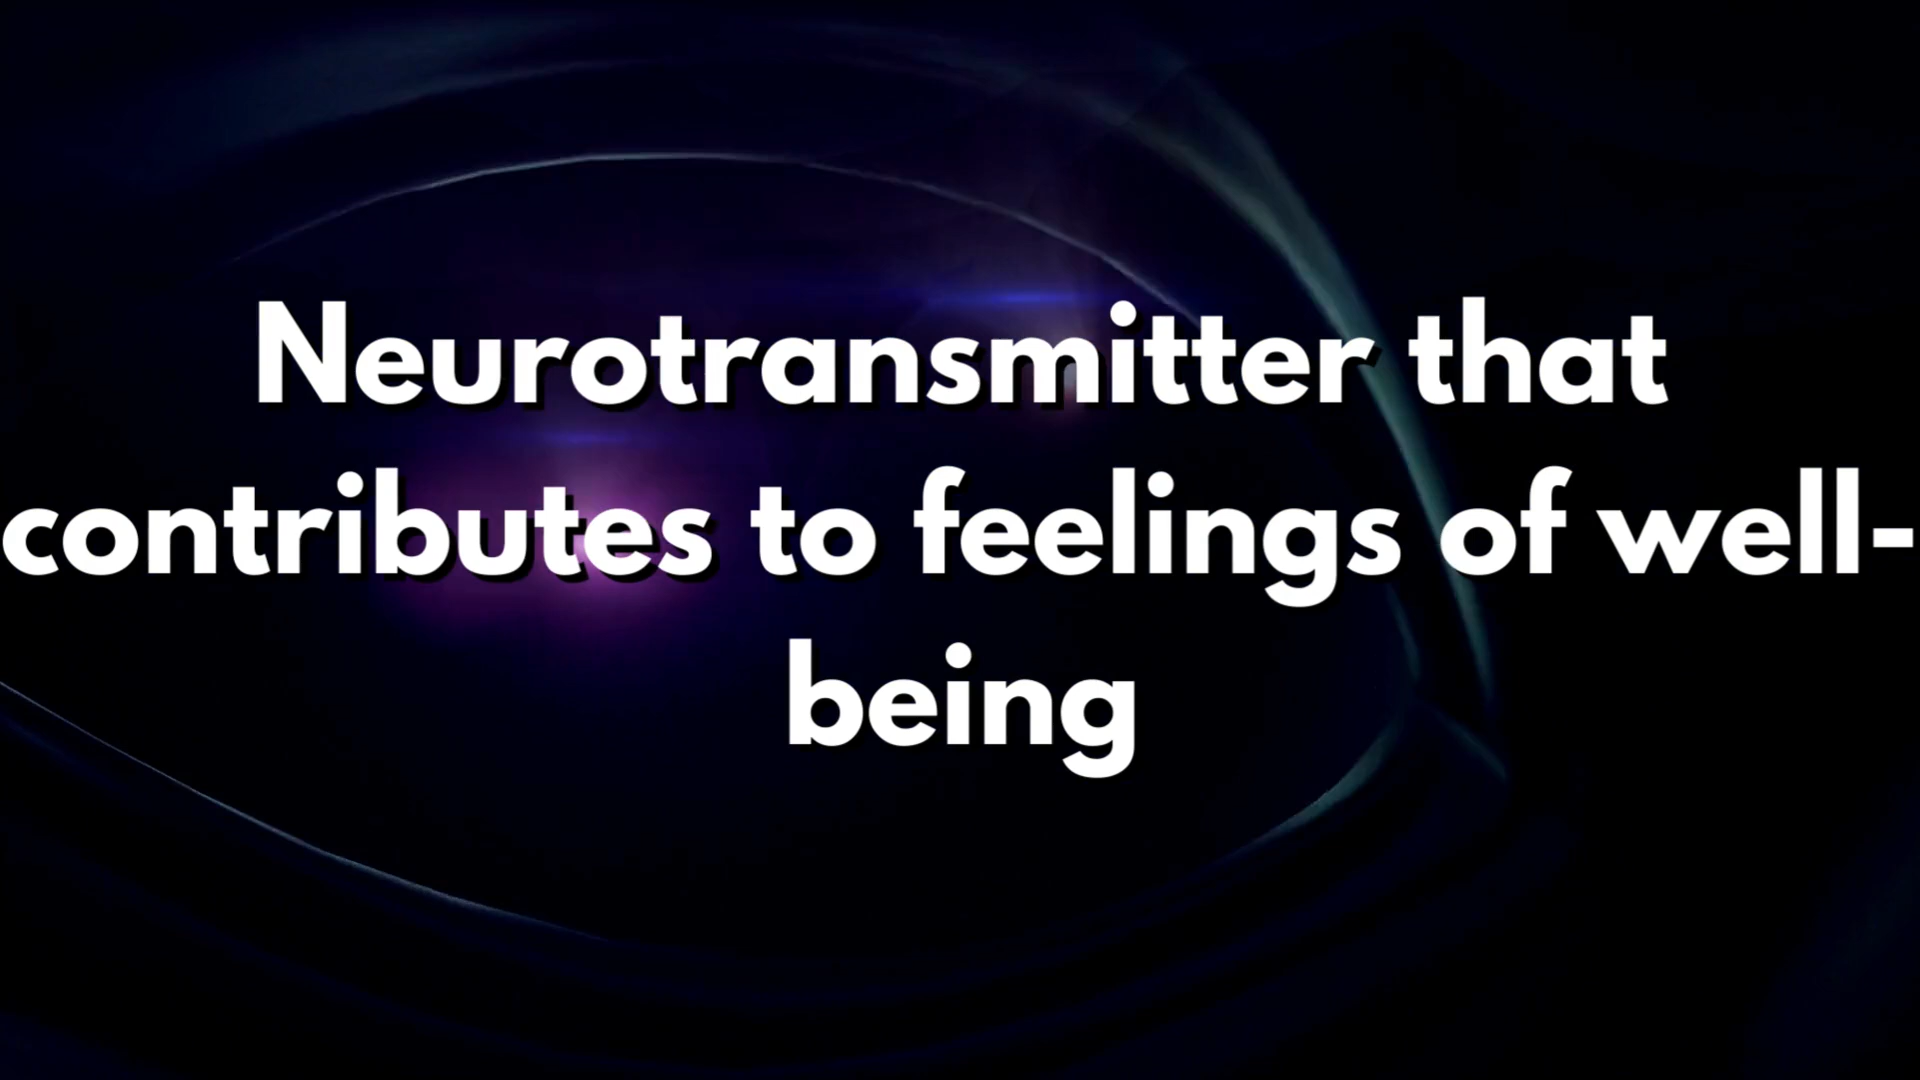 Neurotransmitter that
contributes to feelings of well-
being